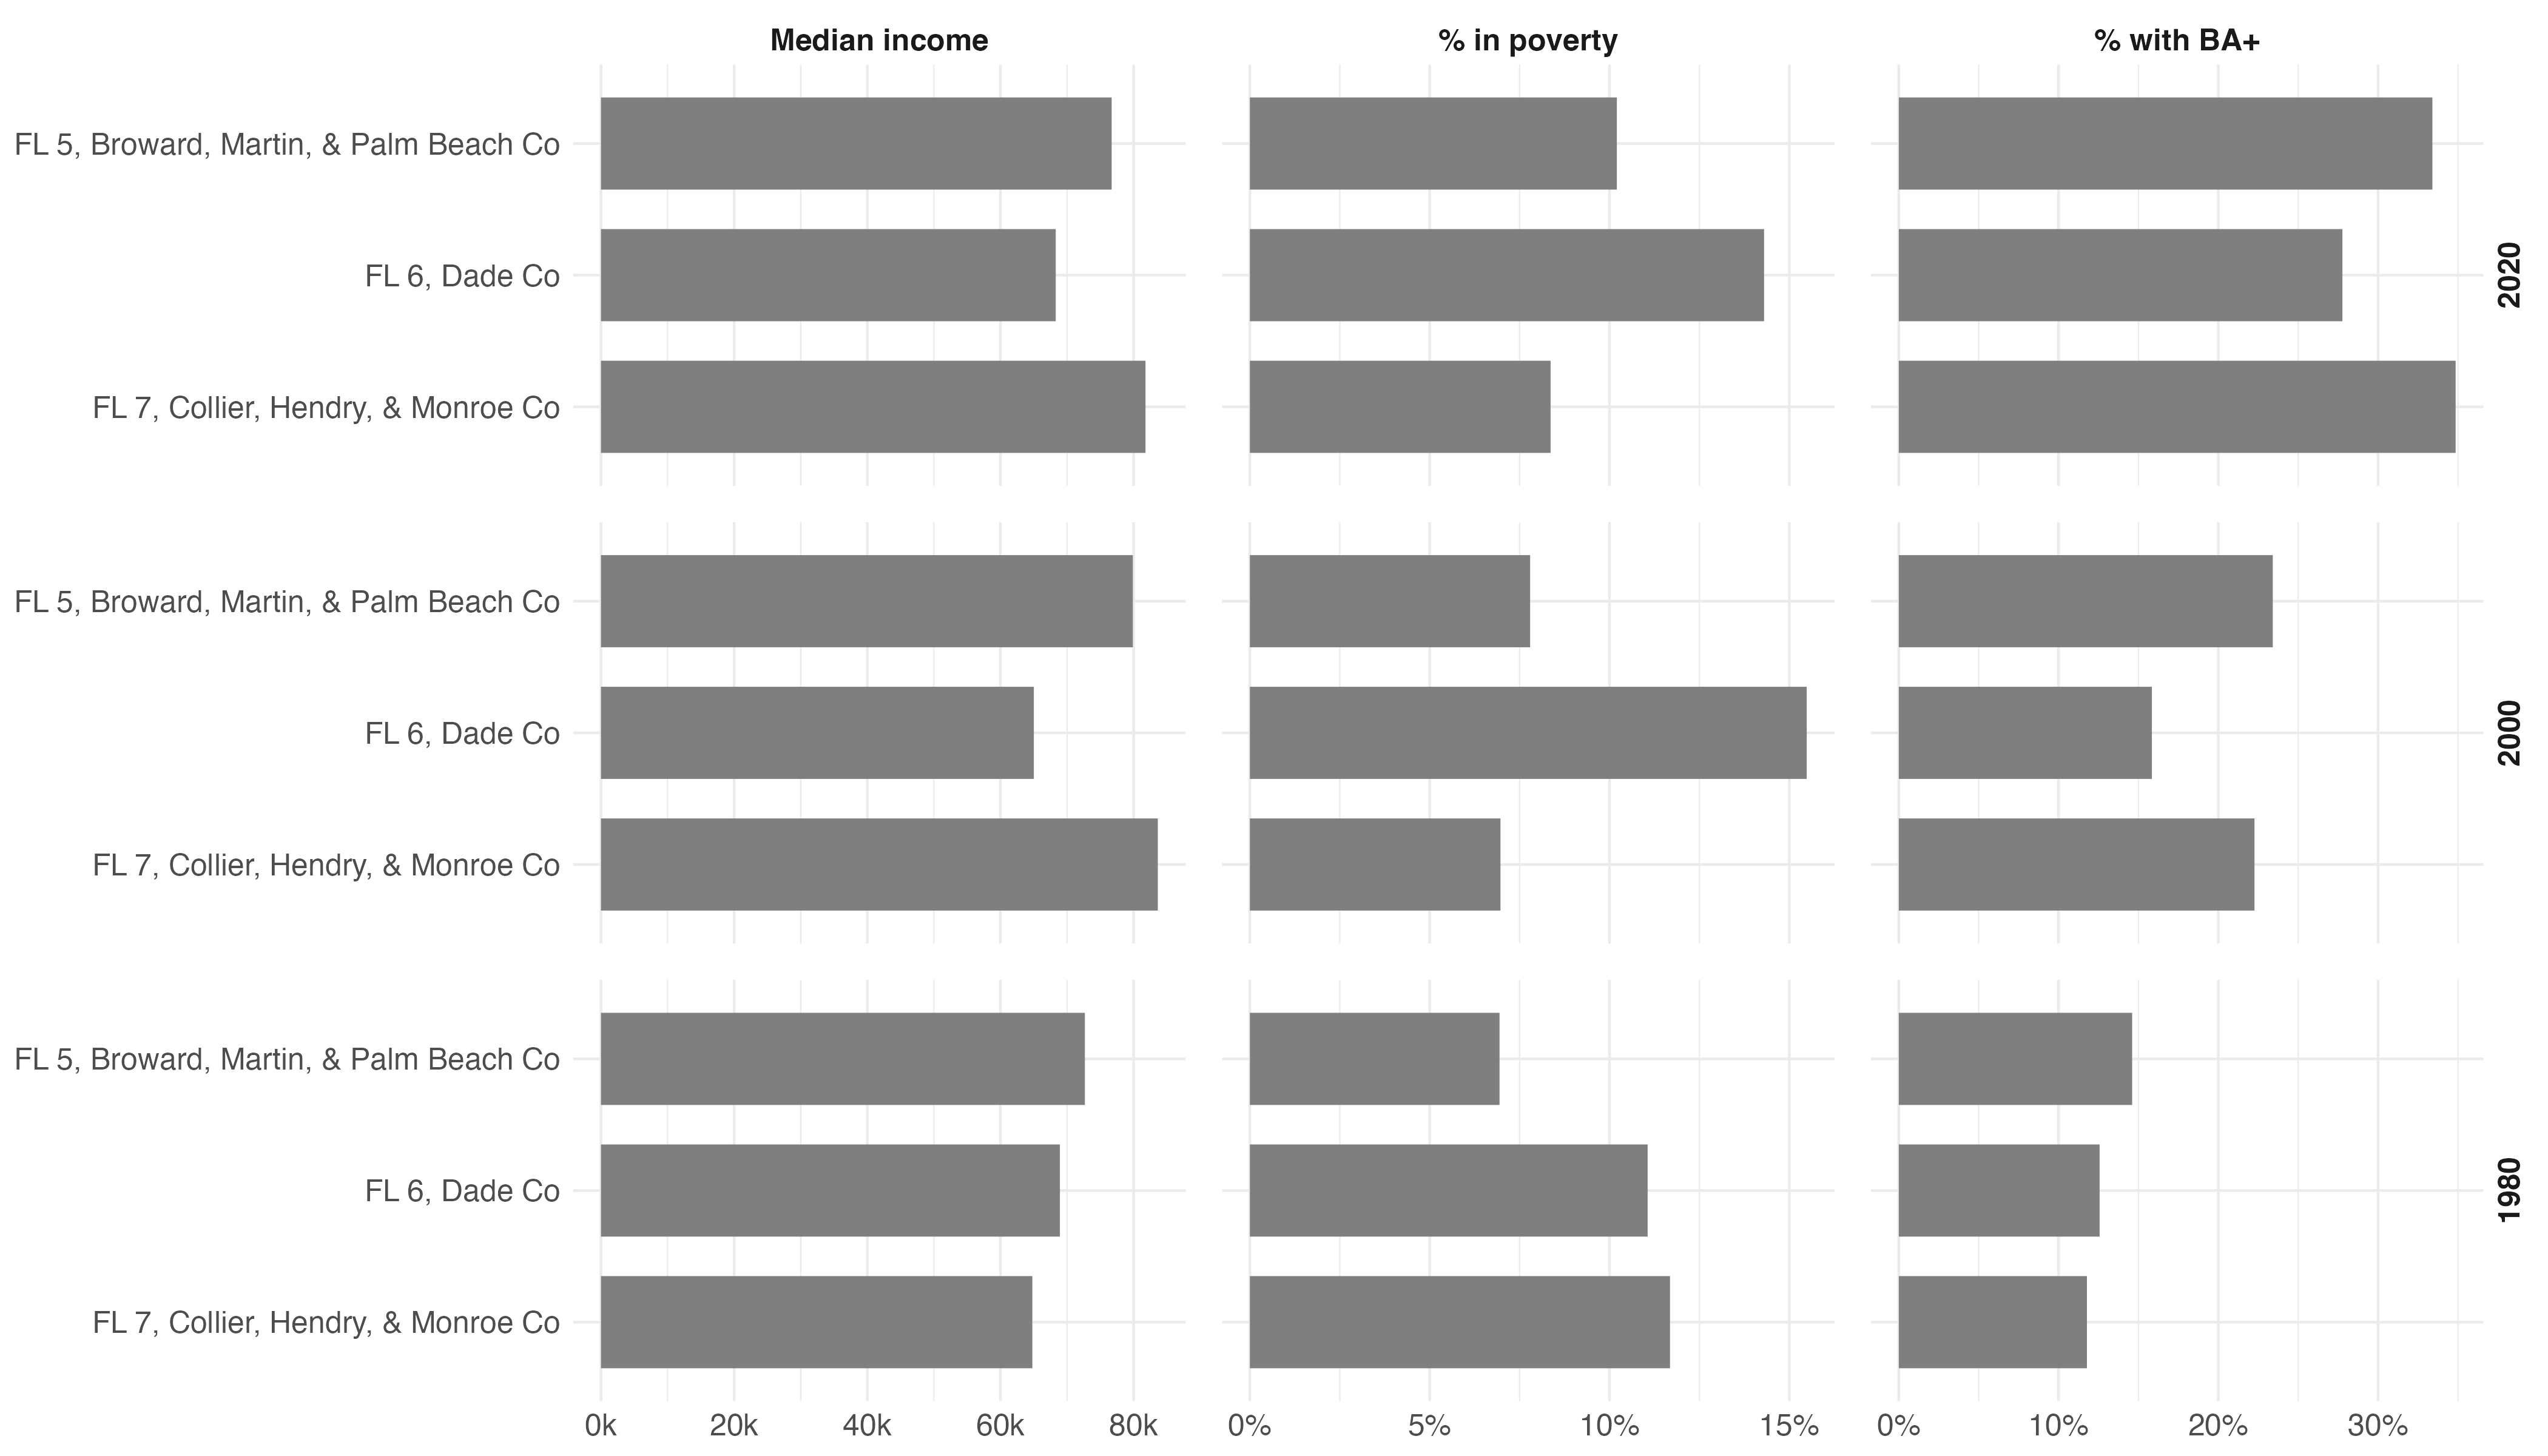 Median income
% in poverty
% with BA+
FL 5, Broward, Martin, & Palm Beach Co
FL 6, Dade Co
FL 7, Collier, Hendry, & Monroe Co
2020
FL 5, Broward, Martin, & Palm Beach Co
FL 6, Dade Co
FL 7, Collier, Hendry, & Monroe Co
2000
FL 5, Broward, Martin, & Palm Beach Co
FL 6, Dade Co
FL 7, Collier, Hendry, & Monroe Co
1980
0k 20k 40k 60k 80k
0% 5% 10% 15%
0% 10% 20% 30%